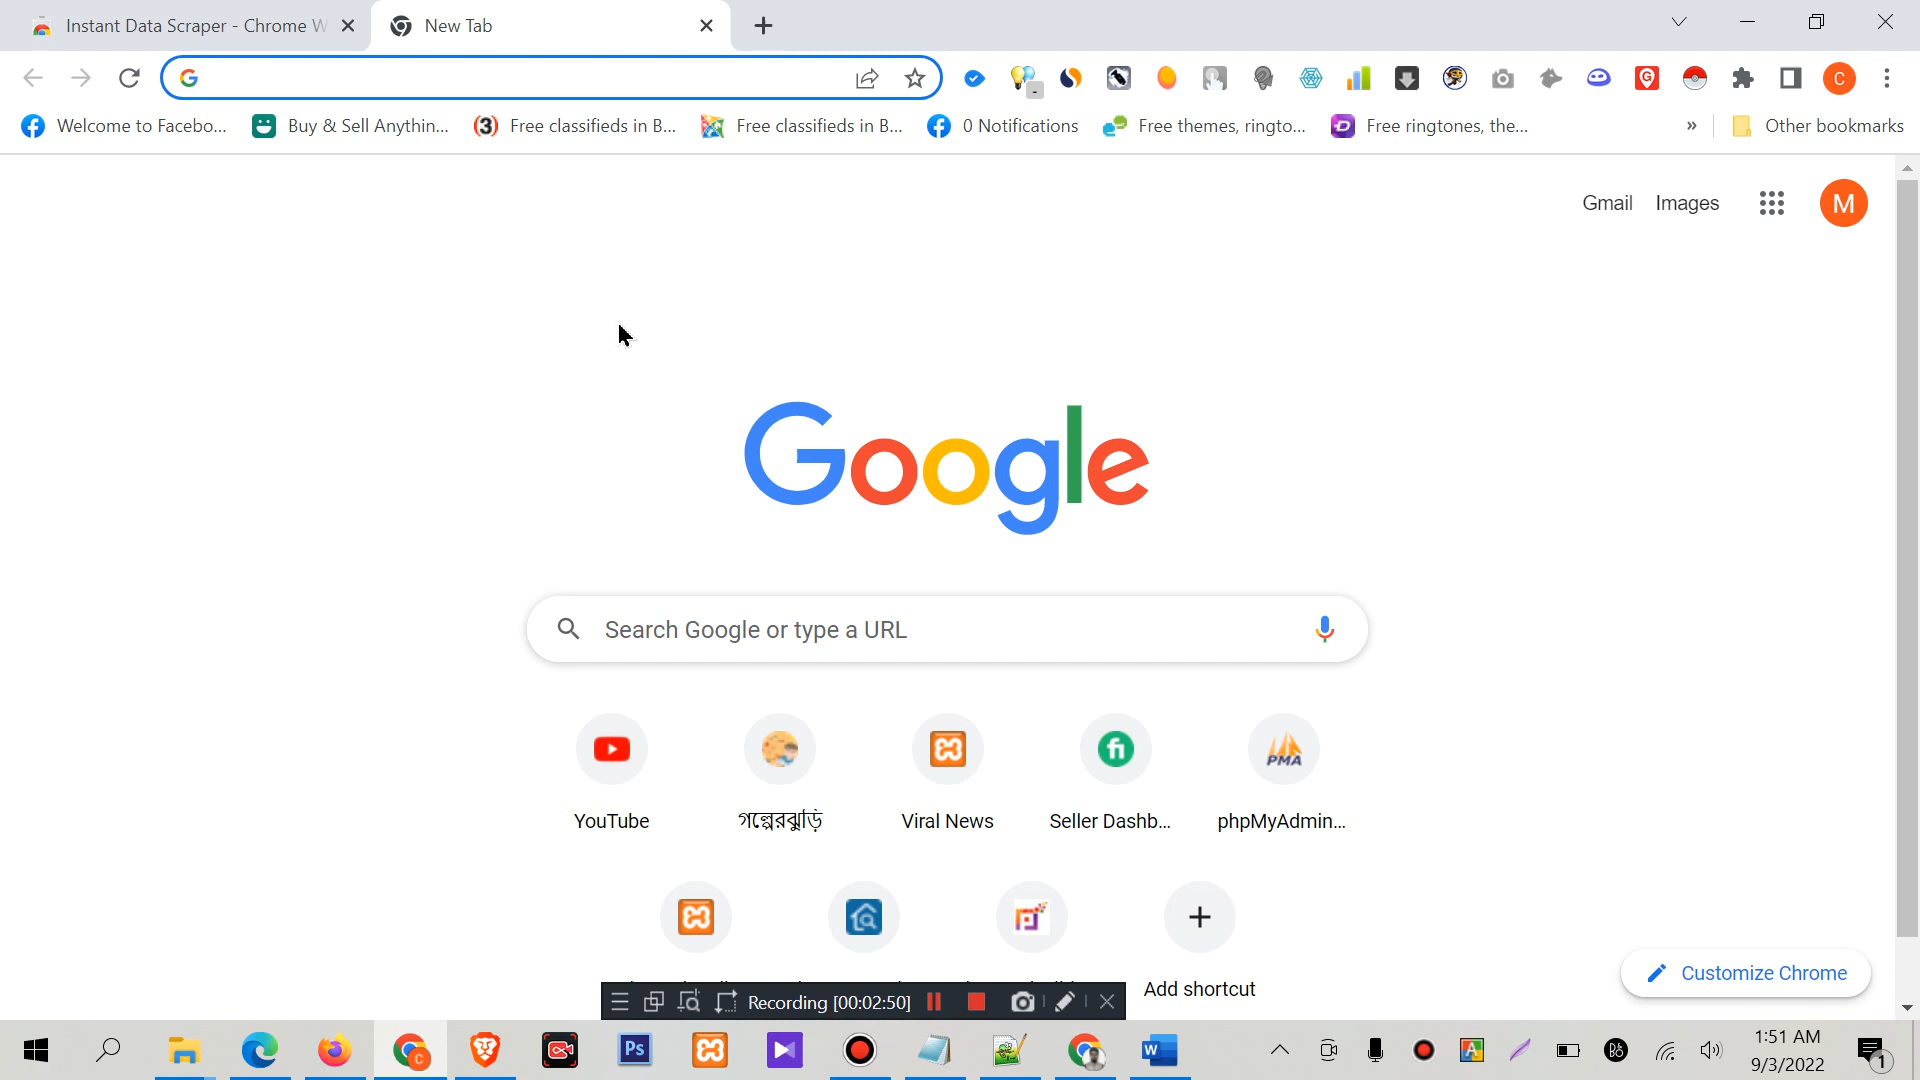 Instant Data Scraper - Chrome W
New Tab
Welcome to Facebo...
Buy & Sell Anythin...
Free classifieds in B...
Free classifieds in B...
0 Notifications
Free themes, ringto...
Free ringtones, the...
»
Other bookmarks
C
Gmail
Images
M
Google
Search Google or type a URL
YouTube
গল্পেরঝুড়ি
Viral News
Seller Dashb...
phpMyAdmin...
PMA
Add shortcut
Customize Chrome
Recording [00:02:50]
1:51 AM
9/3/2022
1